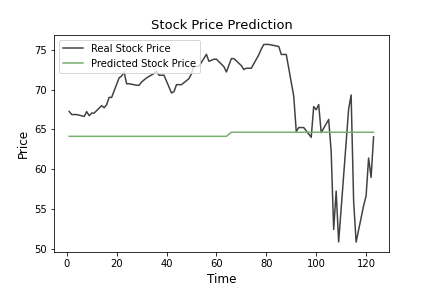 Stock Price Prediction
Real Stock Price
Predicted Stock Price
Price
75
70
65
60
55
50
0 20 40 60 80 100 120
Time